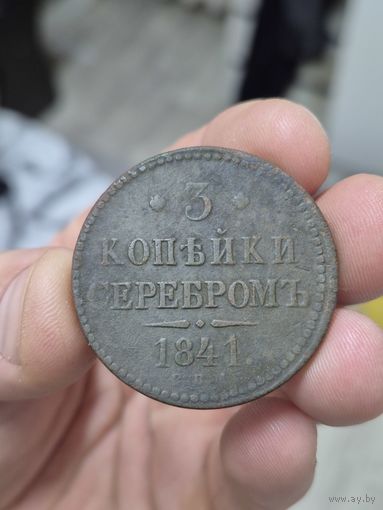 · 3 ·
КОПѢЙКИ
СЕРЕБРОМЪ
1841.
www.ay.by